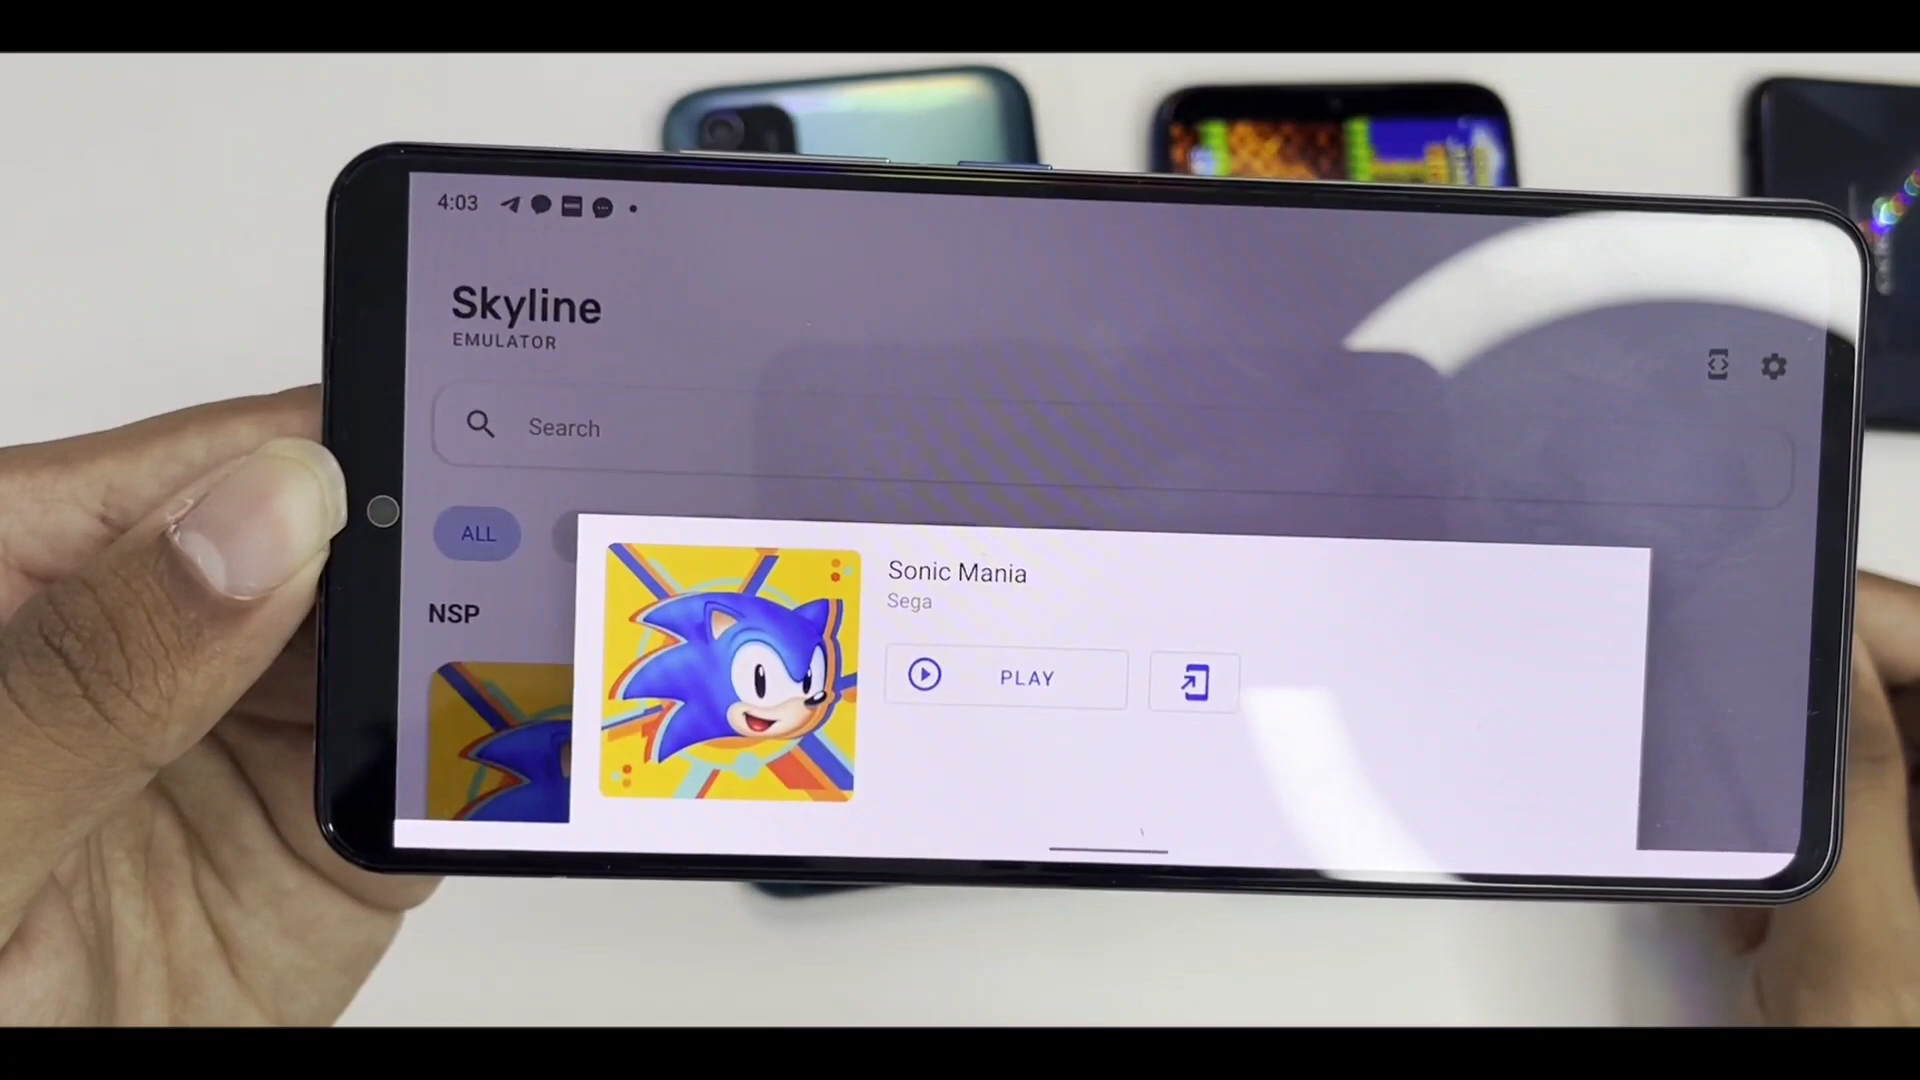 4:03
Skyline
EMULATOR
Search
ALL
NSP
Sonic Mania
Sega
PLAY